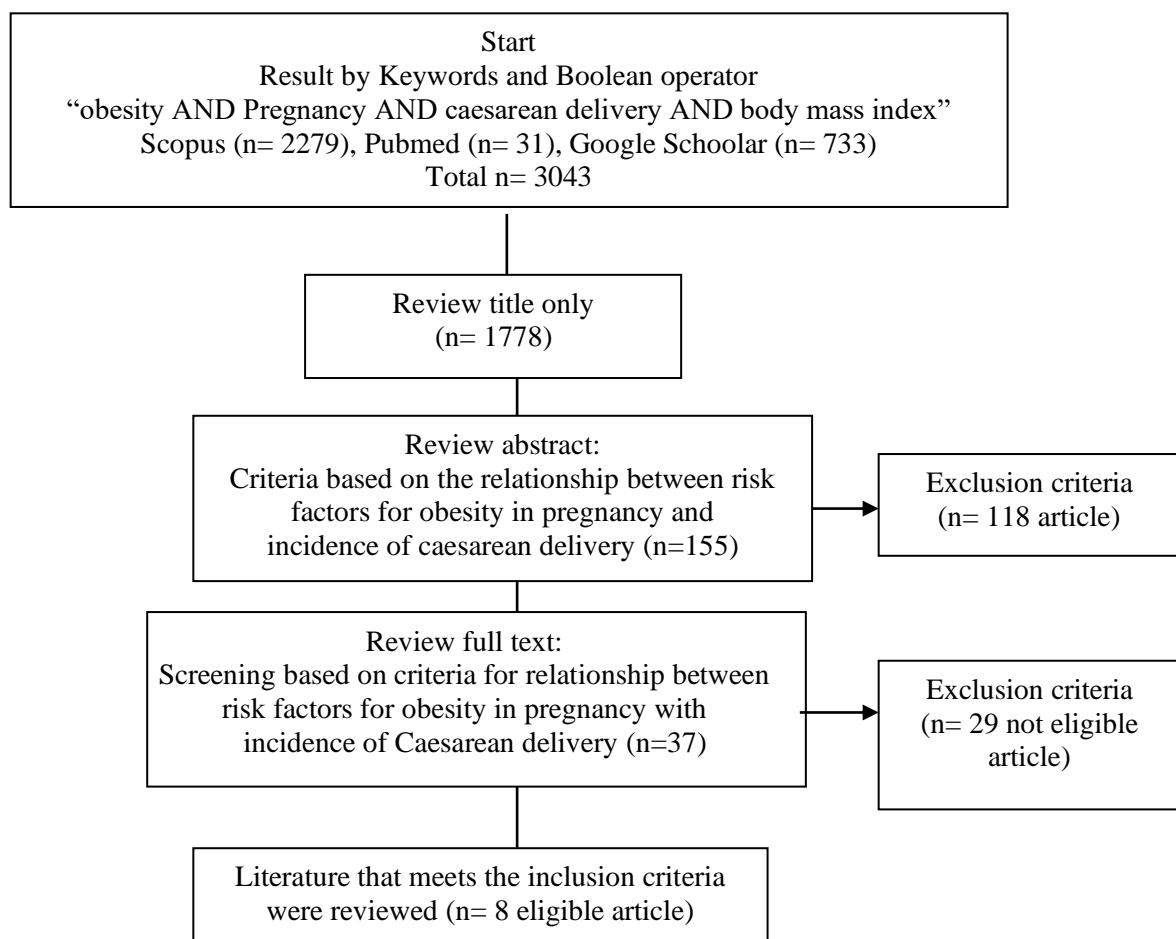 Start
Result by Keywords and Boolean operator
“obesity AND Pregnancy AND caesarean delivery AND body mass index”
Scopus (n= 2279), Pubmed (n= 31), Google Schoolar (n= 733)
Total n= 3043
Review title only
(n= 1778)
Review abstract:
Criteria based on the relationship between risk
factors for obesity in pregnancy and
incidence of caesarean delivery (n=155)
Exclusion criteria
(n= 118 article)
Review full text:
Screening based on criteria for relationship between
risk factors for obesity in pregnancy with
incidence of Caesarean delivery (n=37)
Exclusion criteria
(n= 29 not eligible
article)
Literature that meets the inclusion criteria
were reviewed (n= 8 eligible article)